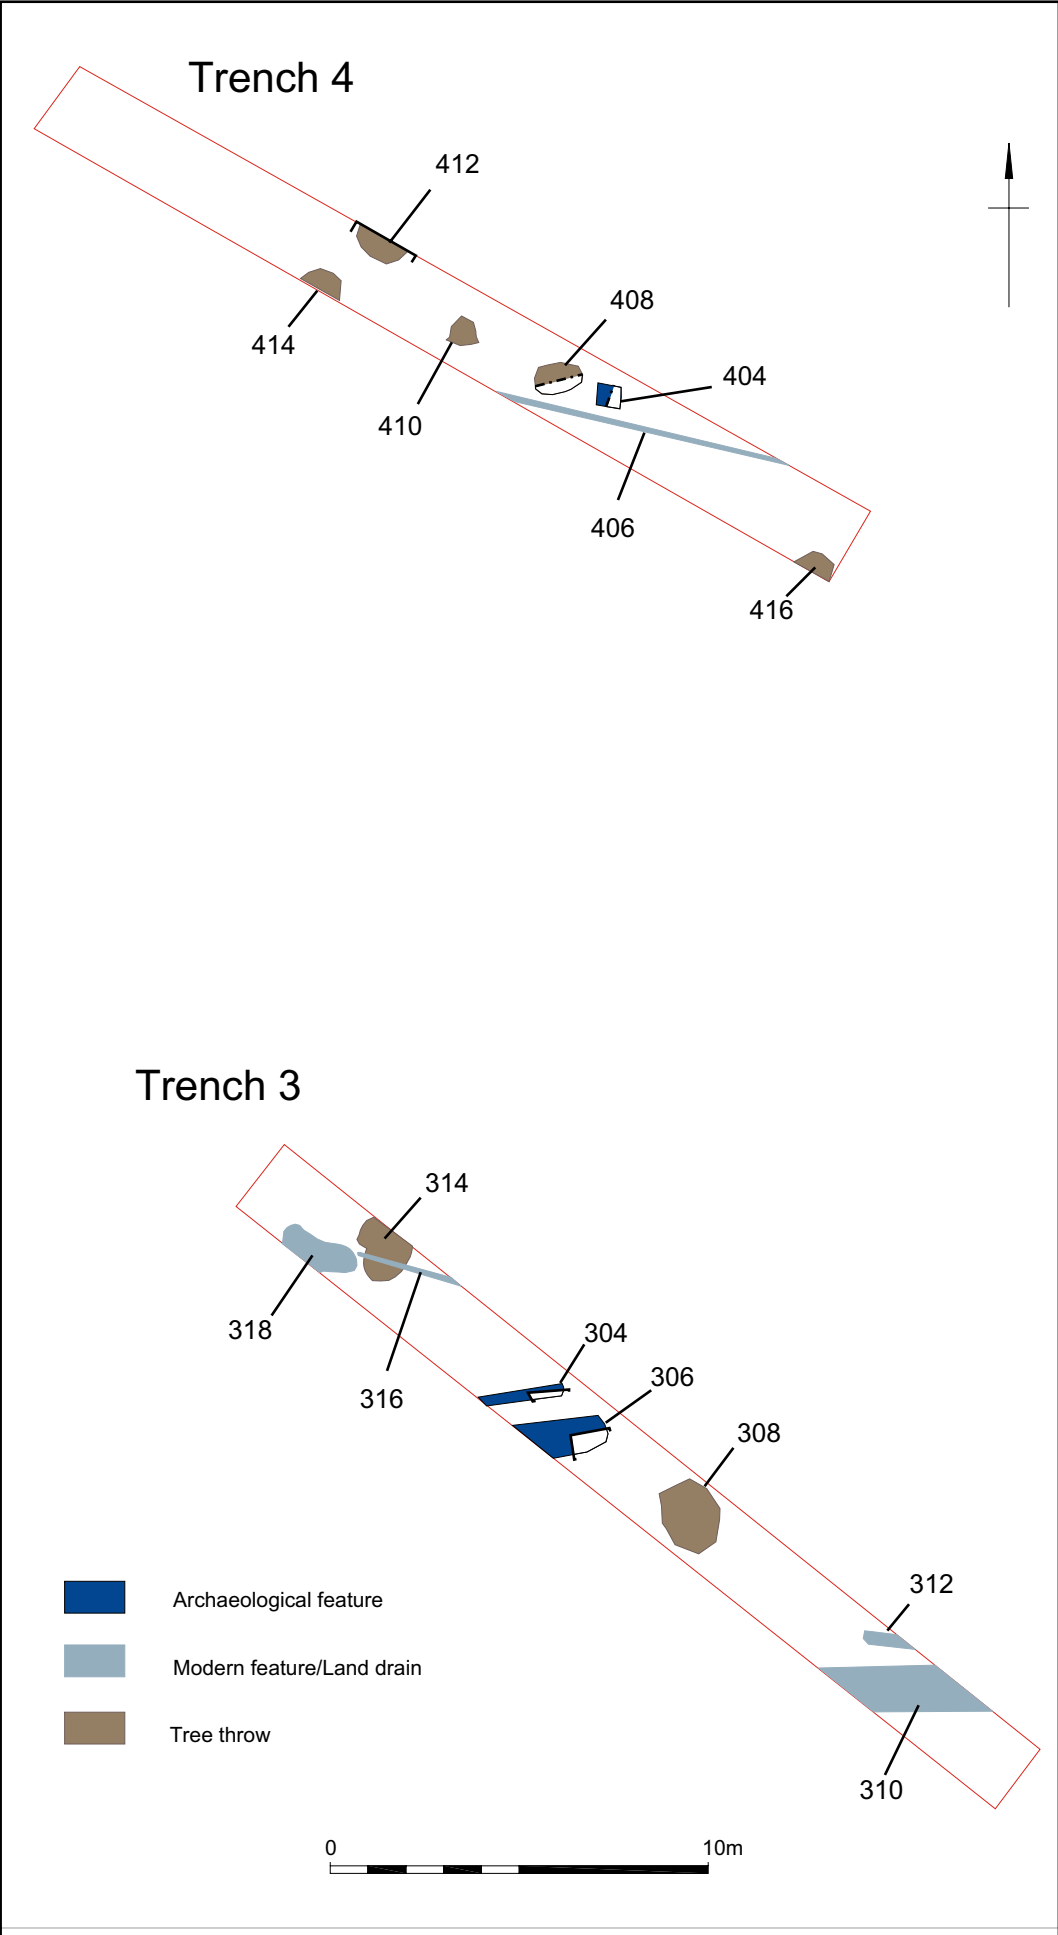 Trench 4
412
408
414
404
410
406
416
Trench 3
314
318
304
316
306
308
312
Archaeological feature
Modern feature/Land drain
Tree throw
310
0 10m